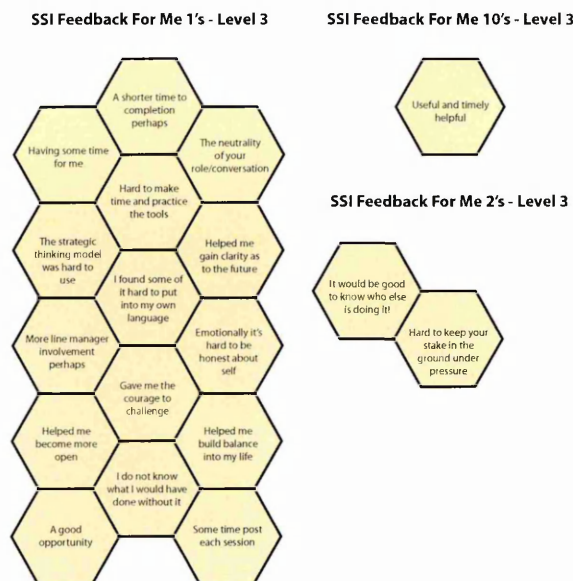 SSI Feedback For Me 1's - Level 3
A shorter time to
completion
perhaps
Having some time
for me
The neutrality
of your
role/conversation
Hard to make
time and practice
the tools
The strategic
thinking model
was hard to
use
Helped me
gain clarity as
to the future
I found some of
it hard to put
into my own
language
More line manager
involvement
perhaps
Emotionally it's
hard to be
honest about
self
Gave me the
courage to
challenge
Helped me
become more
open
Helped me
build balance
into my life
I do not know
what I would have
done without it
A good
opportunity
Some time post
each session
SSI Feedback For Me 10's - Level 3
Useful and timely
helpful
SSI Feedback For Me 2's - Level 3
It would be good
to know who else
is doing it!
Hard to keep your
stake in the
ground under
pressure